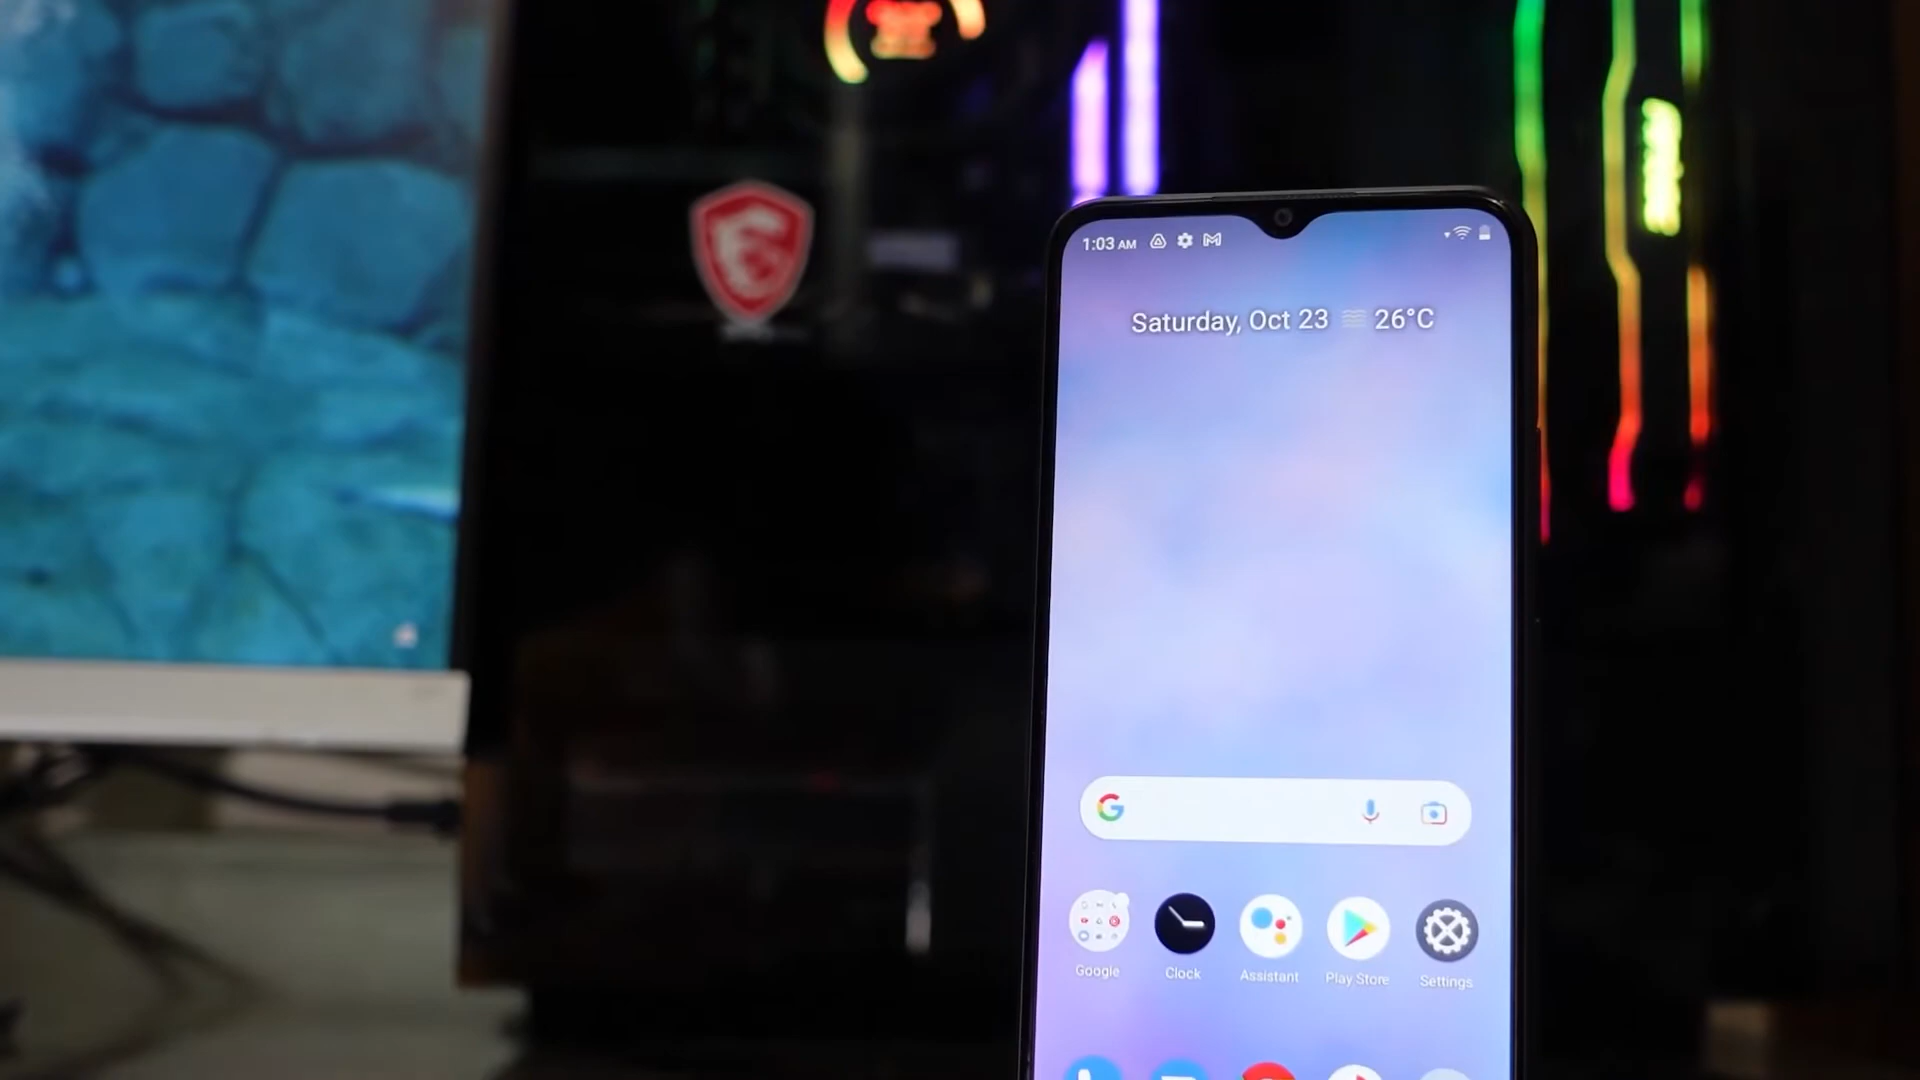 1:03 AM
Saturday, Oct 23 26°C
Google
Clock
Assistant
Play Store
Settings